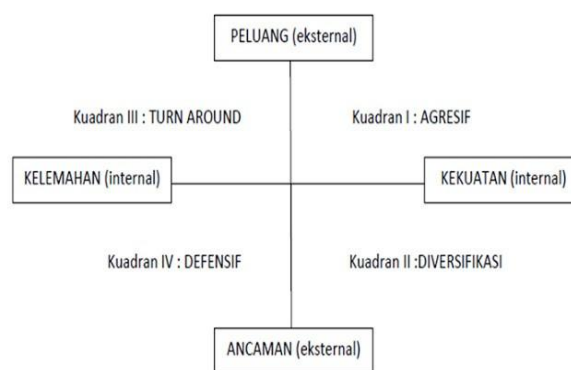 PELUANG (eksternal)
Kuadran III : TURN AROUND
Kuadran I : AGRESIF
KELEMAHAN (internal)
KEKUATAN (internal)
Kuadran IV : DEFENSIF
Kuadran II :DIVERSIFIKASI
ANCAMAN (eksternal)